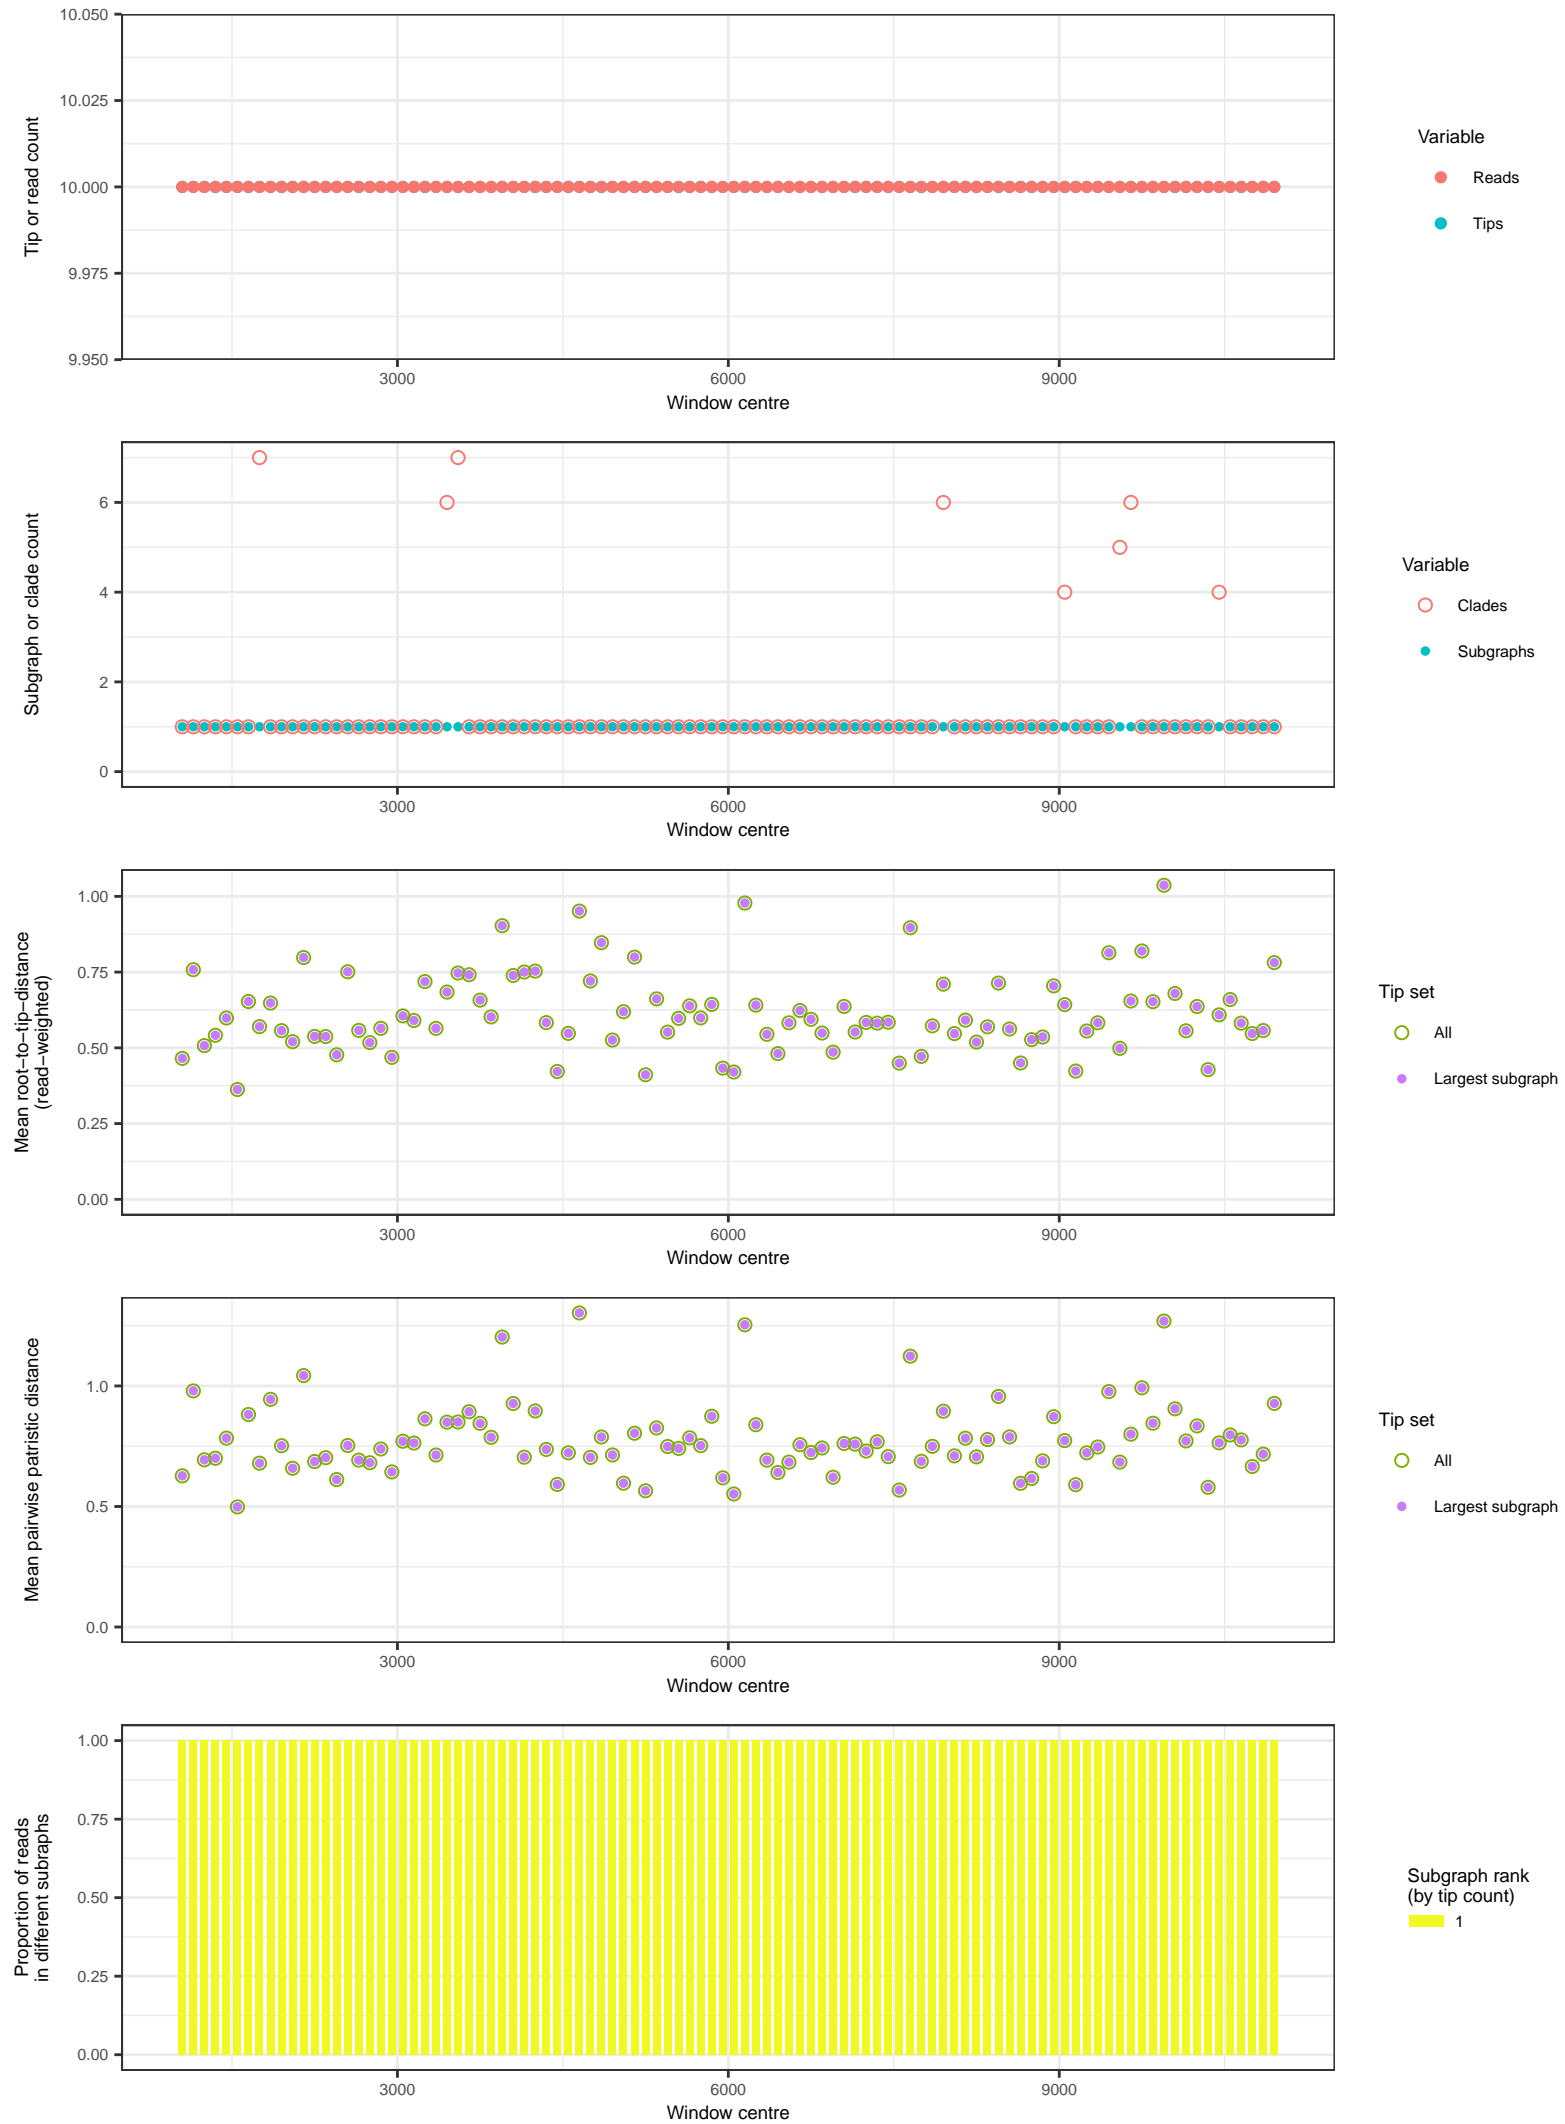 10.050
10.025
10.000
9.975
9.950
Tip or read count
3000
6000
9000
Window centre
Variable
Reads
Tips
6
4
2
0
Subgraph or clade count
3000
6000
9000
Window centre
Variable
Clades
Subgraphs
1.00
0.75
0.50
0.25
0.00
Mean root−to−tip−distance
(read−weighted)
3000
6000
9000
Window centre
Tip set
All
Largest subgraph
1.0
0.5
0.0
Mean pairwise patristic distance
3000
6000
9000
Window centre
Tip set
All
Largest subgraph
1.00
0.75
0.50
0.25
0.00
Proportion of reads
in different subraphs
3000
6000
9000
Window centre
Subgraph rank
(by tip count)
1